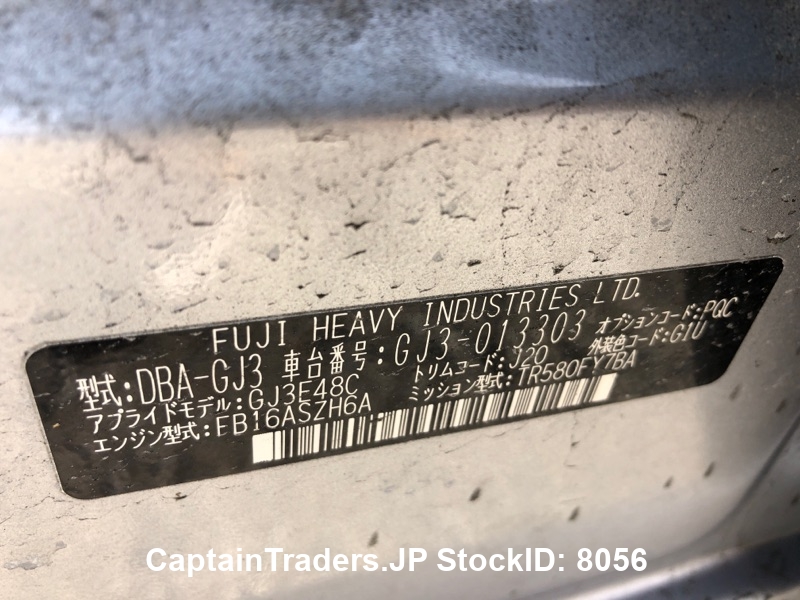 FUJI HEAVY INDUSTRIES LTD.
型式:DBA-GJ3 車台番号:GJ3-013303 オプションコード:PQC
アプライドモデル:GJ3E48C トリムコード:J20 外装色コード:G1U
エンジン型式:FB16ASZH6A ミッション型式:TR580FY7BA
CaptainTraders.JP StockID: 8056